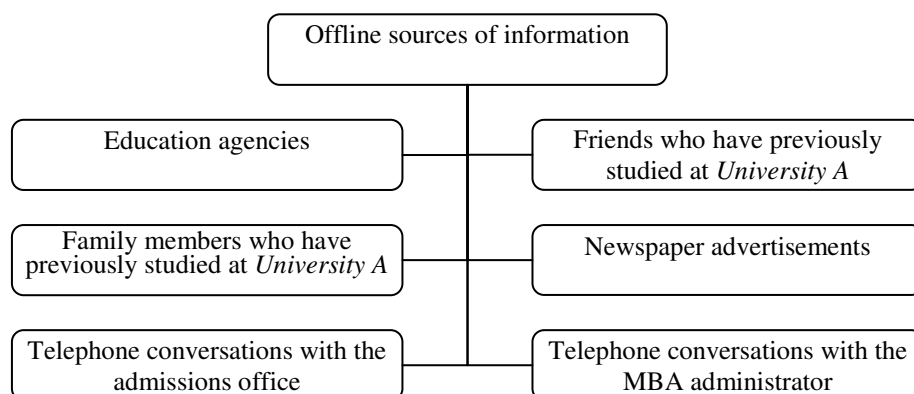 Offline sources of information
Education agencies
Friends who have previously
studied at University A
Family members who have
previously studied at University A
Newspaper advertisements
Telephone conversations with the
admissions office
Telephone conversations with the
MBA administrator